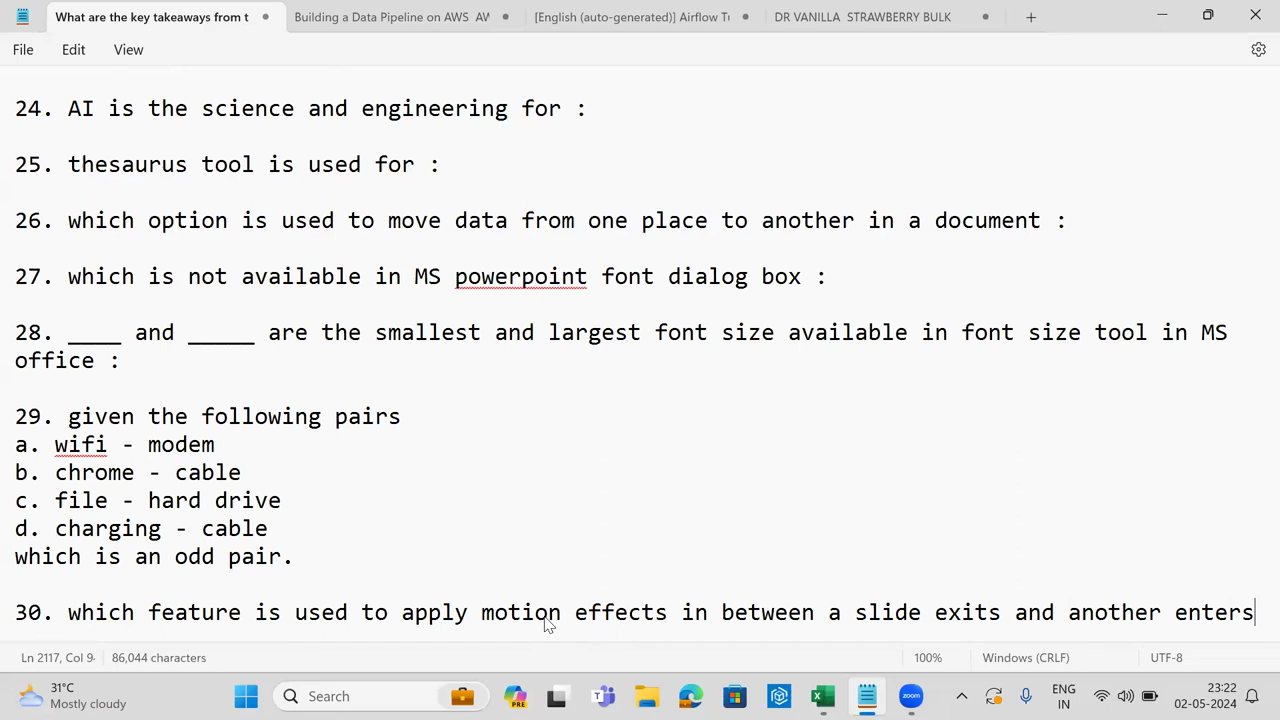 What are the key takeaways from t
Building a Data Pipeline on AWS AW
[English (auto-generated)] Airflow Tu
DR VANILLA STRAWBERRY BULK
File Edit View
24. AI is the science and engineering for :
25. thesaurus tool is used for :
26. which option is used to move data from one place to another in a document :
27. which is not available in MS powerpoint font dialog box :
28. ____ and _____ are the smallest and largest font size available in font size tool in MS
office :
29. given the following pairs
a. wifi - modem
b. chrome - cable
c. file - hard drive
d. charging - cable
which is an odd pair.
30. which feature is used to apply motion effects in between a slide exits and another enters
Ln 2117, Col 9 86,044 characters 100% Windows (CRLF) UTF-8
31°C
Mostly cloudy
Search
PRE
zoom
ENG
IN
23:22
02-05-2024